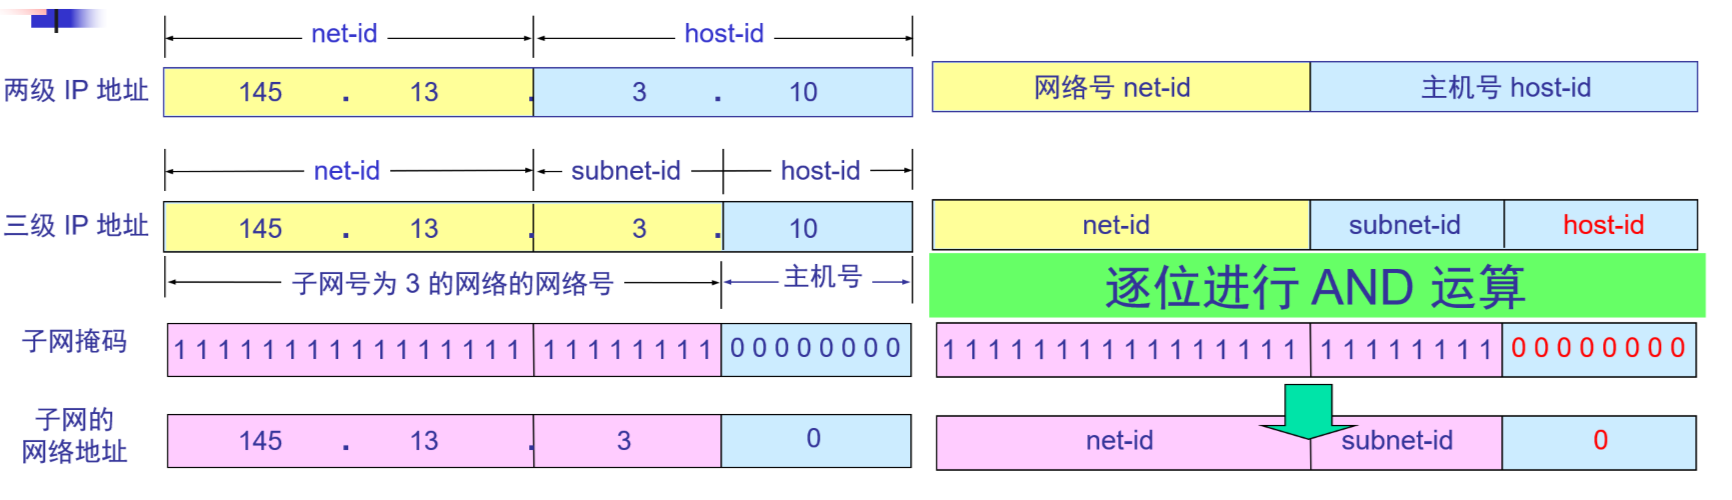 net-id host-id
两级 IP 地址 145 . 13 . 3 . 10 网络号 net-id 主机号 host-id
net-id subnet-id host-id
三级 IP 地址 145 . 13 . 3 . 10 net-id subnet-id host-id
子网号为 3 的网络的网络号 主机号 逐位进行 AND 运算
子网掩码 1 1 1 1 1 1 1 1 1 1 1 1 1 1 1 1 1 1 1 1 1 1 1 1 0 0 0 0 0 0 0 0 1 1 1 1 1 1 1 1 1 1 1 1 1 1 1 1 1 1 1 1 1 1 1 1 0 0 0 0 0 0 0 0
子网的
网络地址 145 . 13 . 3 0 net-id subnet-id 0